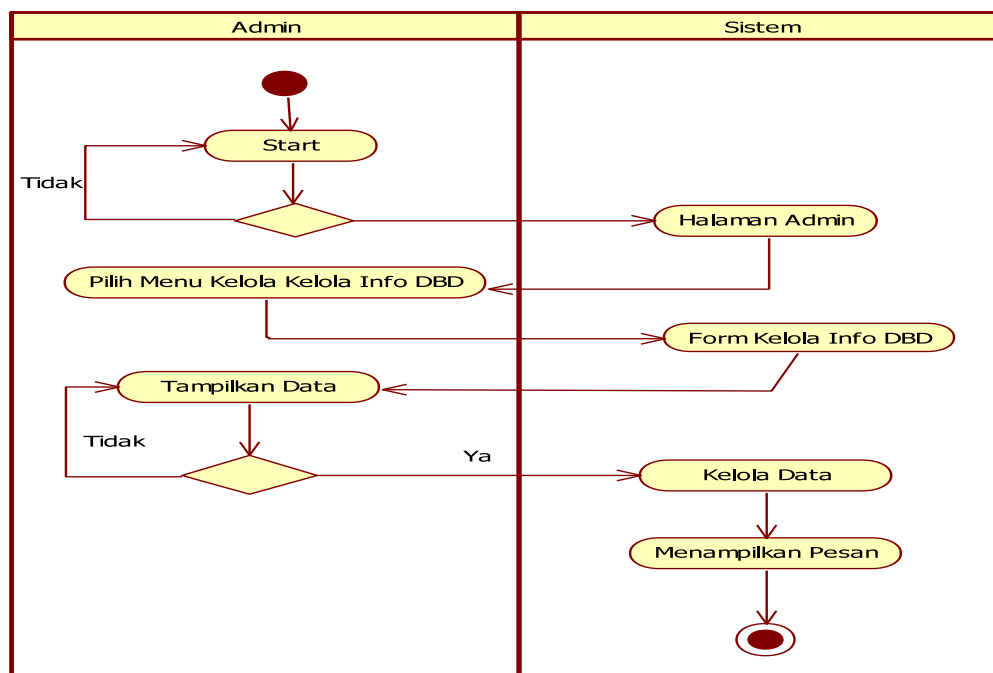 Admin
Sistem
Start
Tidak
Halaman Admin
Pilih Menu Kelola Kelola Info DBD
Form Kelola Info DBD
Tampilkan Data
Tidak
Ya
Kelola Data
Menampilkan Pesan